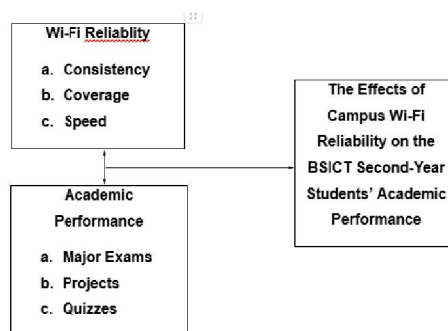 Wi-Fi Reliablity
a. Consistency
b. Coverage
c. Speed
Academic
Performance
a. Major Exams
b. Projects
c. Quizzes
The Effects of
Campus Wi-Fi
Reliability on the
BSICT Second-Year
Students' Academic
Performance